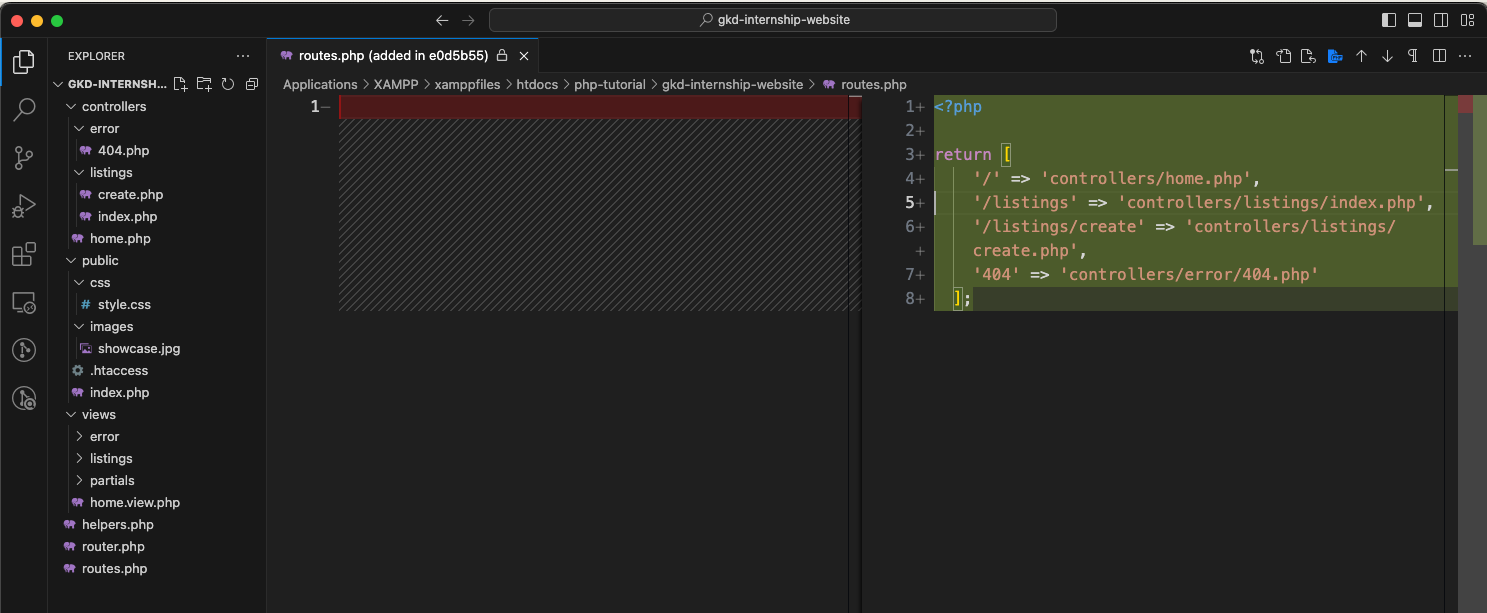 gkd-internship-website
EXPLORER
GKD-INTERNSH...
controllers
error
404.php
listings
create.php
index.php
home.php
public
css
style.css
images
showcase.jpg
.htaccess
index.php
views
error
listings
partials
home.view.php
helpers.php
router.php
routes.php
routes.php (added in e0d5b55)
Applications > XAMPP > xamppfiles > htdocs > php-tutorial > gkd-internship-website > routes.php
1−
1+ <?php
2+
3+ return [
4+ '/' => 'controllers/home.php',
5+ '/listings' => 'controllers/listings/index.php',
6+ '/listings/create' => 'controllers/listings/
+ create.php',
7+ '404' => 'controllers/error/404.php'
8+ ];